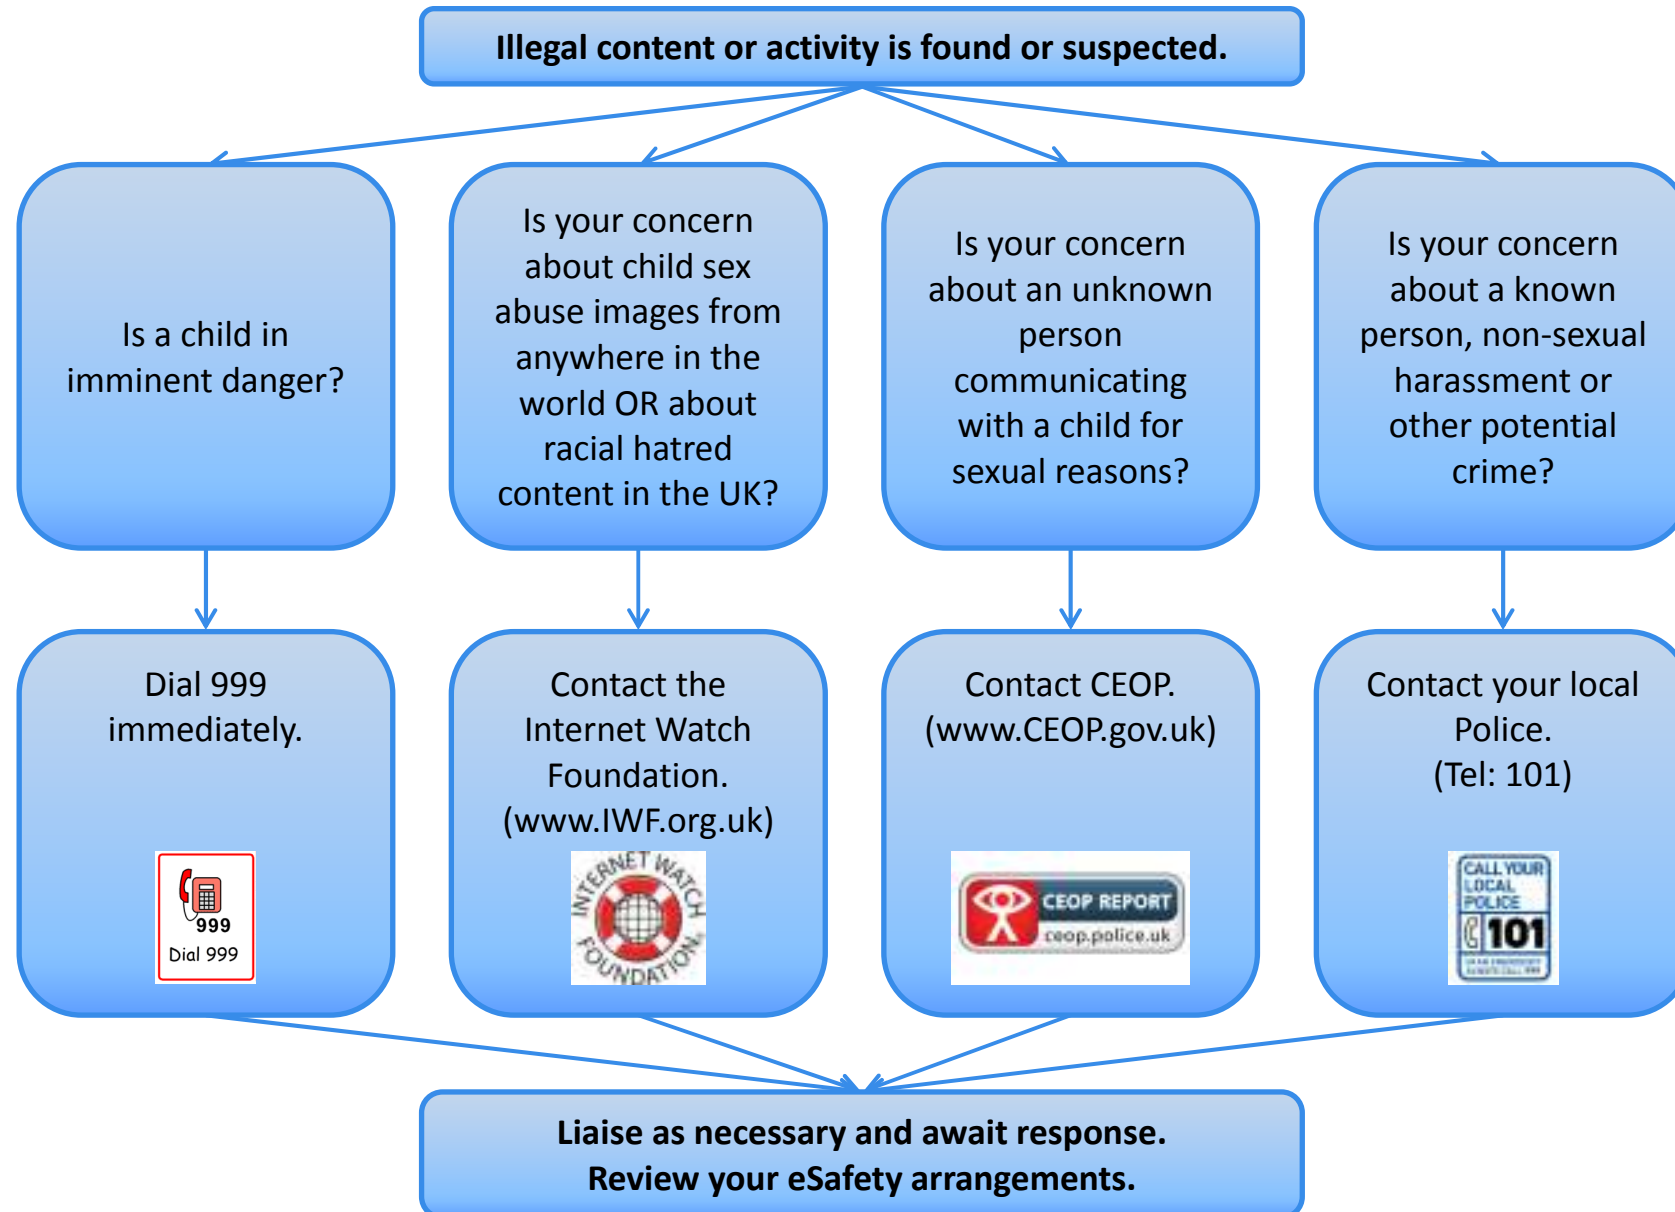 Illegal content or activity is found or suspected.
Is a child in
imminent danger?
Is your concern
about child sex
abuse images from
anywhere in the
world OR about
racial hatred
content in the UK?
Is your concern
about an unknown
person
communicating
with a child for
sexual reasons?
Is your concern
about a known
person, non-sexual
harassment or
other potential
crime?
Dial 999
immediately.
999
Dial 999
Contact the
Internet Watch
Foundation.
(www.IWF.org.uk)
INTERNET WATCH
FOUNDATION
Contact CEOP.
(www.CEOP.gov.uk)
CEOP REPORT
ceop.police.uk
Contact your local
Police.
(Tel: 101)
CALL YOUR
LOCAL
POLICE
101
Liaise as necessary and await response.
Review your eSafety arrangements.